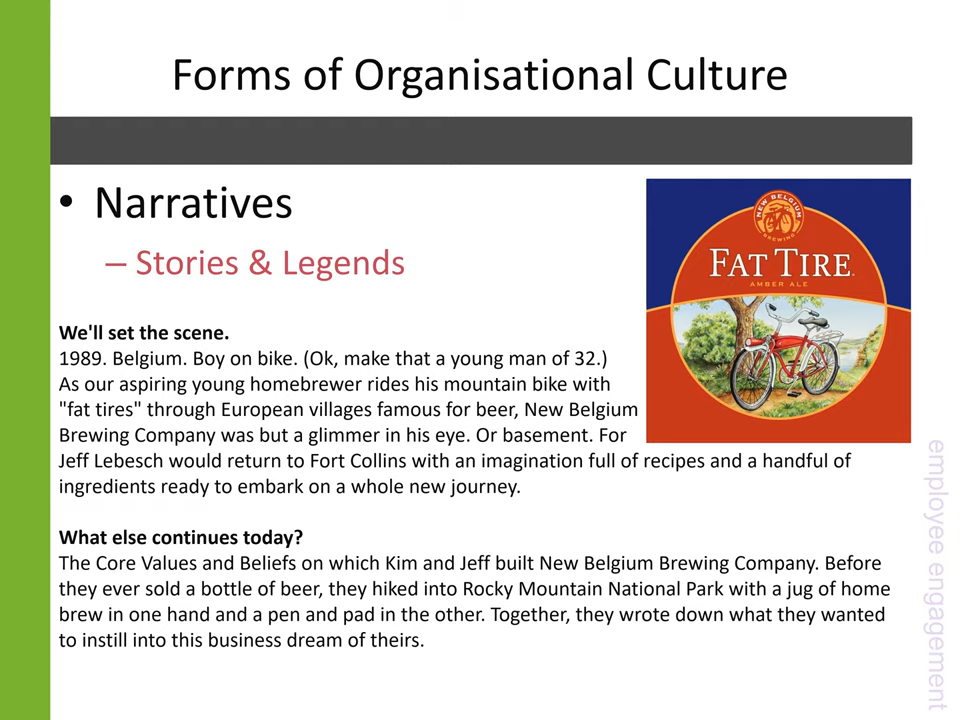 Forms of Organisational Culture
• Narratives
– Stories & Legends
NEW BELGIUM
BREWING
FAT TIRE
AMBER ALE
We'll set the scene.
1989. Belgium. Boy on bike. (Ok, make that a young man of 32.)
As our aspiring young homebrewer rides his mountain bike with
"fat tires" through European villages famous for beer, New Belgium
Brewing Company was but a glimmer in his eye. Or basement. For
Jeff Lebesch would return to Fort Collins with an imagination full of recipes and a handful of
ingredients ready to embark on a whole new journey.
What else continues today?
The Core Values and Beliefs on which Kim and Jeff built New Belgium Brewing Company. Before
they ever sold a bottle of beer, they hiked into Rocky Mountain National Park with a jug of home
brew in one hand and a pen and pad in the other. Together, they wrote down what they wanted
to instill into this business dream of theirs.
employee engagement